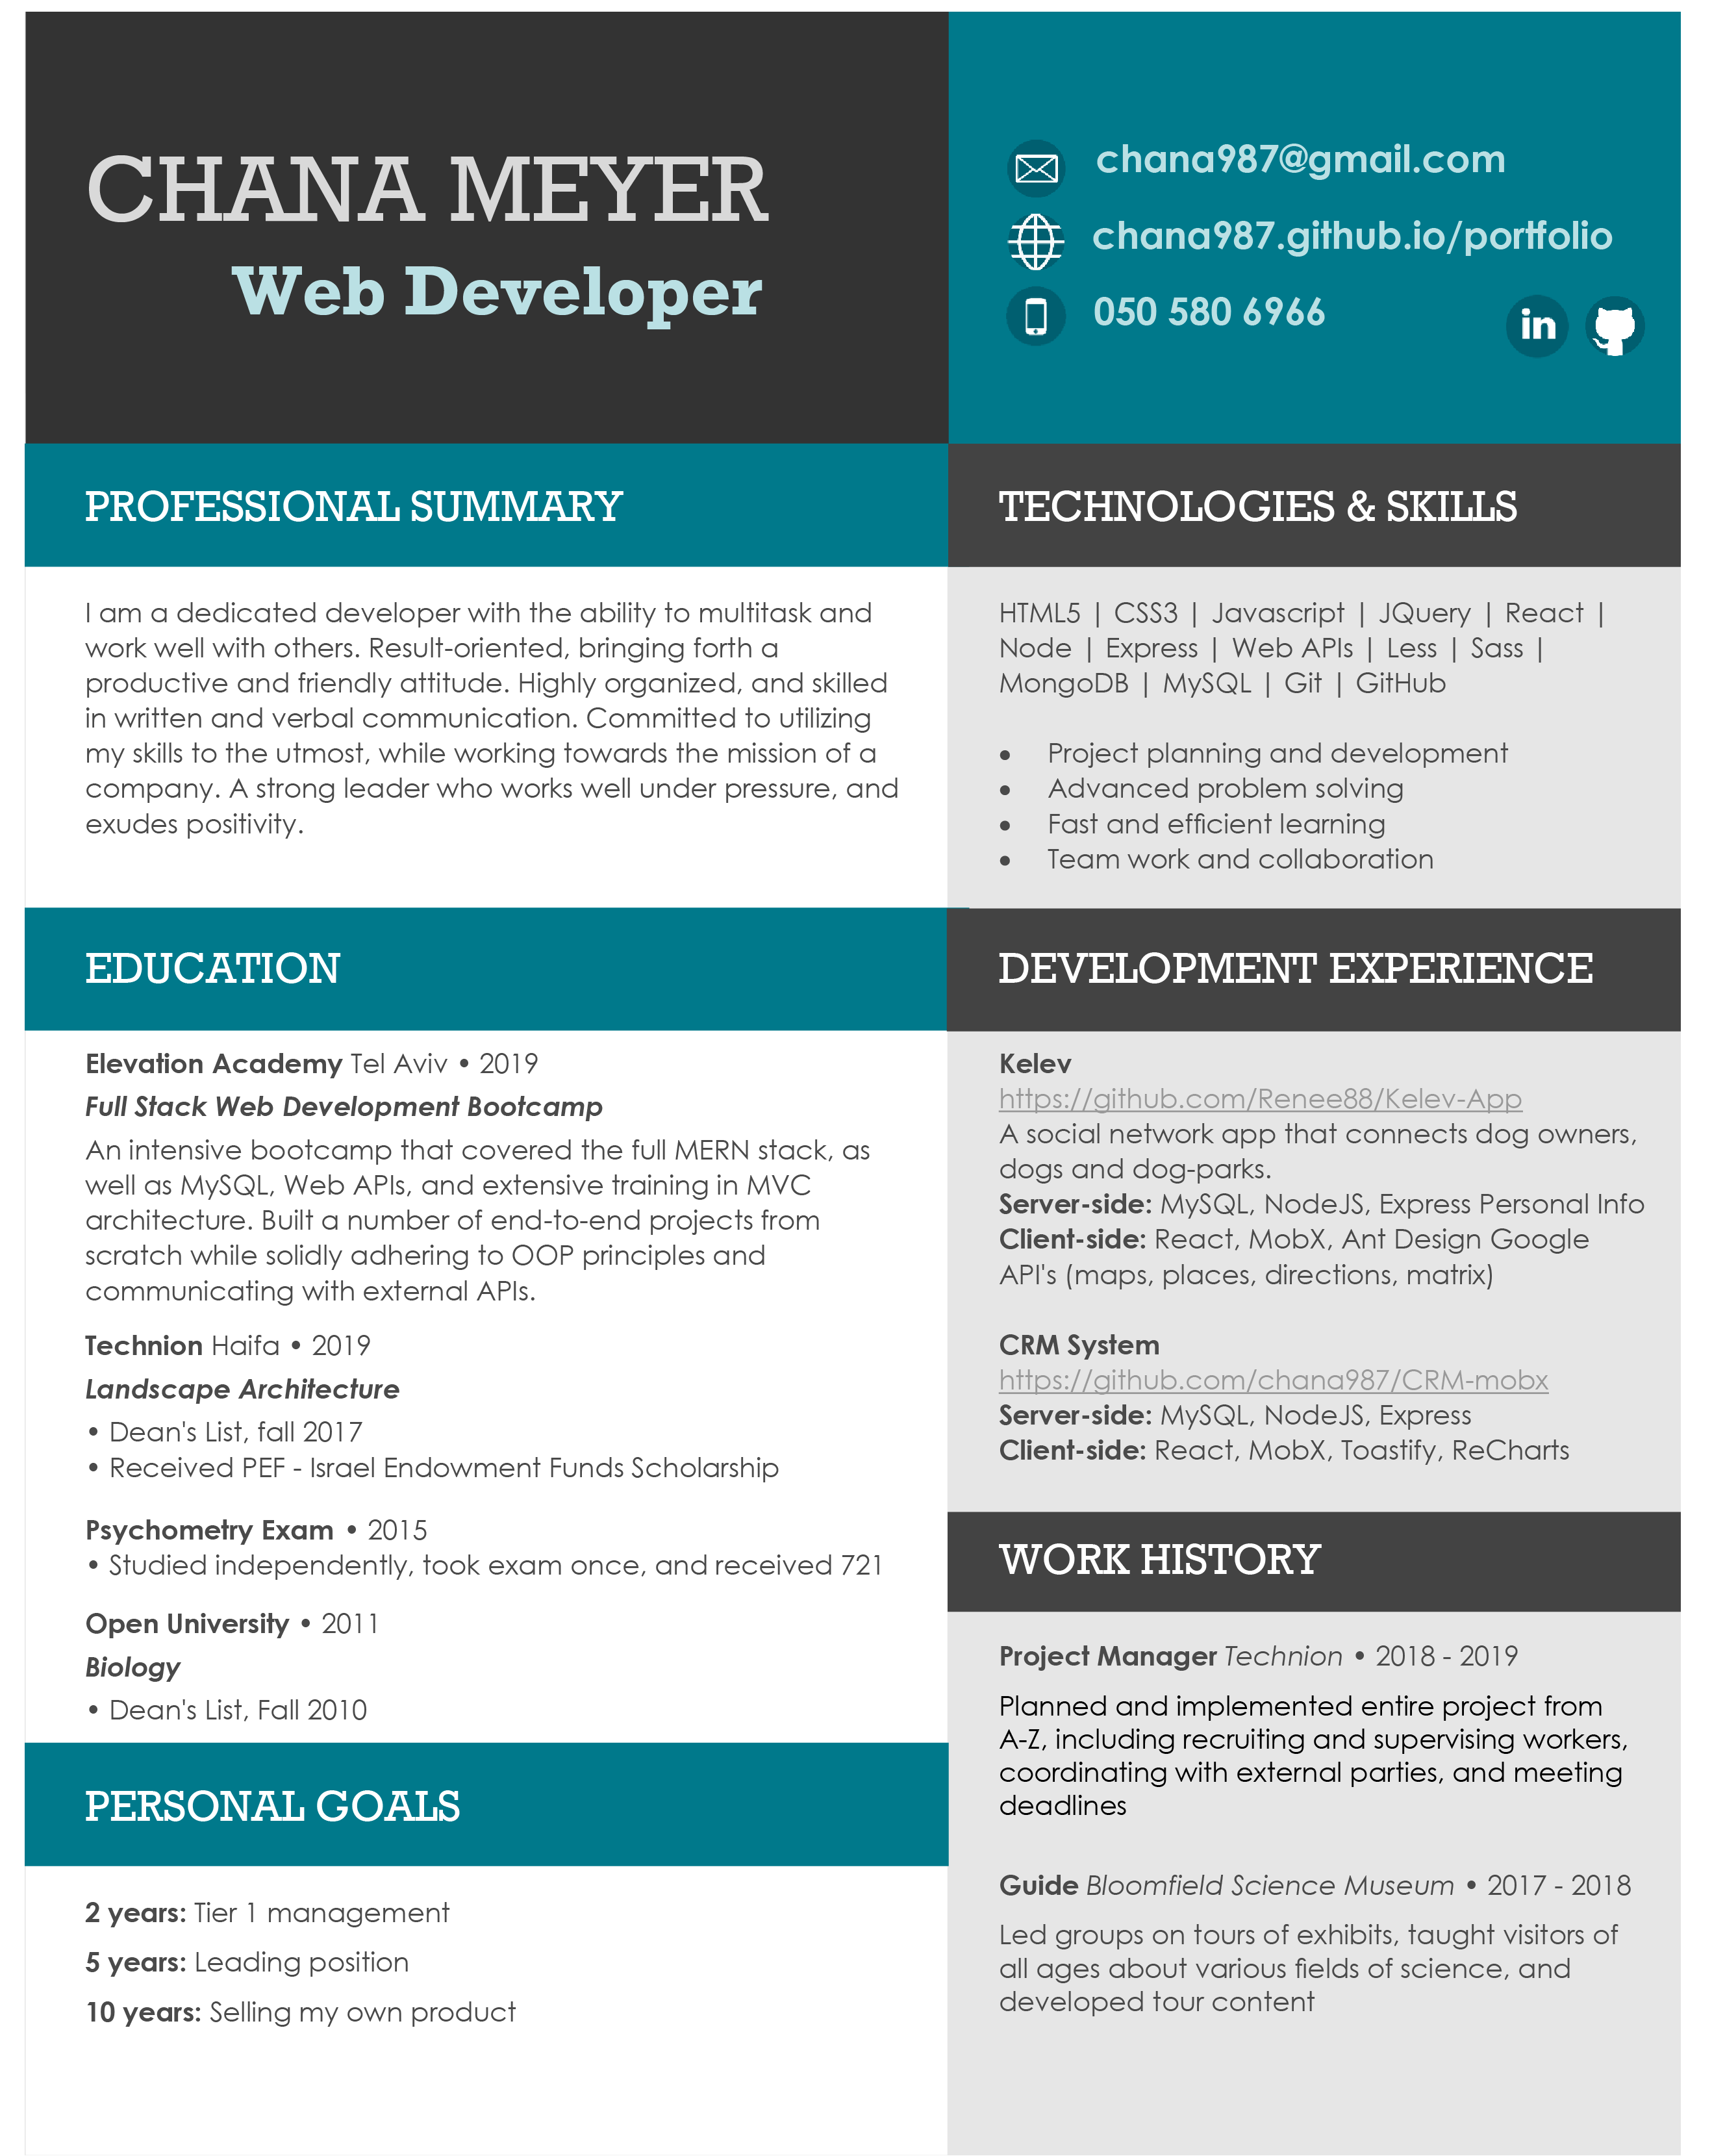 CHANA MEYER
Web Developer
chana987@gmail.com
chana987.github.io/portfolio
050 580 6966
in
PROFESSIONAL SUMMARY
I am a dedicated developer with the ability to multitask and
work well with others. Result-oriented, bringing forth a
productive and friendly attitude. Highly organized, and skilled
in written and verbal communication. Committed to utilizing
my skills to the utmost, while working towards the mission of a
company. A strong leader who works well under pressure, and
exudes positivity.
EDUCATION
Elevation Academy Tel Aviv • 2019
Full Stack Web Development Bootcamp
An intensive bootcamp that covered the full MERN stack, as
well as MySQL, Web APIs, and extensive training in MVC
architecture. Built a number of end-to-end projects from
scratch while solidly adhering to OOP principles and
communicating with external APIs.
Technion Haifa • 2019
Landscape Architecture
• Dean's List, fall 2017
• Received PEF - Israel Endowment Funds Scholarship
Psychometry Exam • 2015
• Studied independently, took exam once, and received 721
Open University • 2011
Biology
• Dean's List, Fall 2010
PERSONAL GOALS
2 years: Tier 1 management
5 years: Leading position
10 years: Selling my own product
TECHNOLOGIES & SKILLS
HTML5 | CSS3 | Javascript | JQuery | React |
Node | Express | Web APIs | Less | Sass |
MongoDB | MySQL | Git | GitHub
• Project planning and development
• Advanced problem solving
• Fast and efficient learning
• Team work and collaboration
DEVELOPMENT EXPERIENCE
Kelev
https://github.com/Renee88/Kelev-App
A social network app that connects dog owners,
dogs and dog-parks.
Server-side: MySQL, NodeJS, Express Personal Info
Client-side: React, MobX, Ant Design Google
API's (maps, places, directions, matrix)
CRM System
https://github.com/chana987/CRM-mobx
Server-side: MySQL, NodeJS, Express
Client-side: React, MobX, Toastify, ReCharts
WORK HISTORY
Project Manager Technion • 2018 - 2019
Planned and implemented entire project from
A-Z, including recruiting and supervising workers,
coordinating with external parties, and meeting
deadlines
Guide Bloomfield Science Museum • 2017 - 2018
Led groups on tours of exhibits, taught visitors of
all ages about various fields of science, and
developed tour content